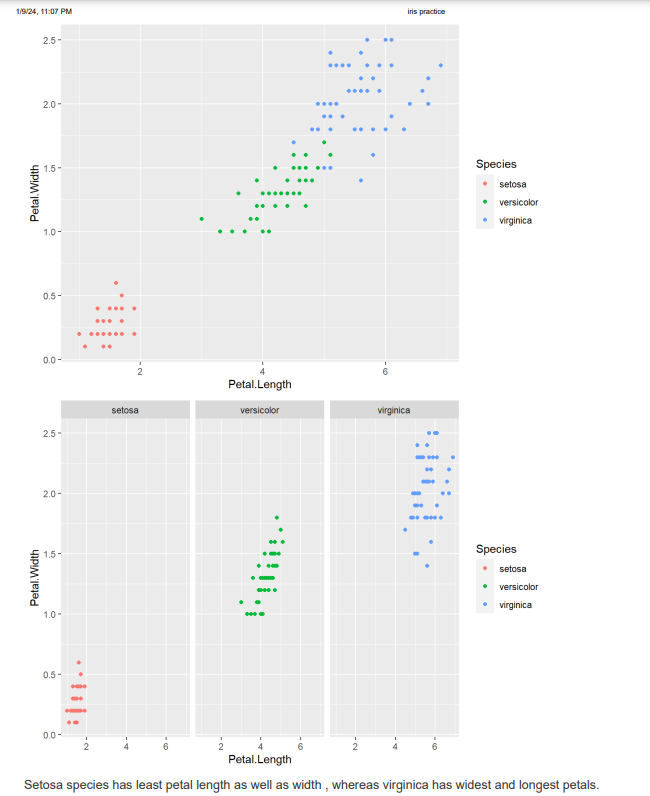 1/9/24, 11:07 PM iris practice
2.5
2.0
1.5
1.0
0.5
0.0
Petal.Width
2 4 6
Petal.Length
Species
setosa
versicolor
virginica
setosa versicolor virginica
2.5
2.0
1.5
1.0
0.5
0.0
Petal.Width
2 4 6 2 4 6 2 4 6
Petal.Length
Species
setosa
versicolor
virginica
Setosa species has least petal length as well as width , whereas virginica has widest and longest petals.